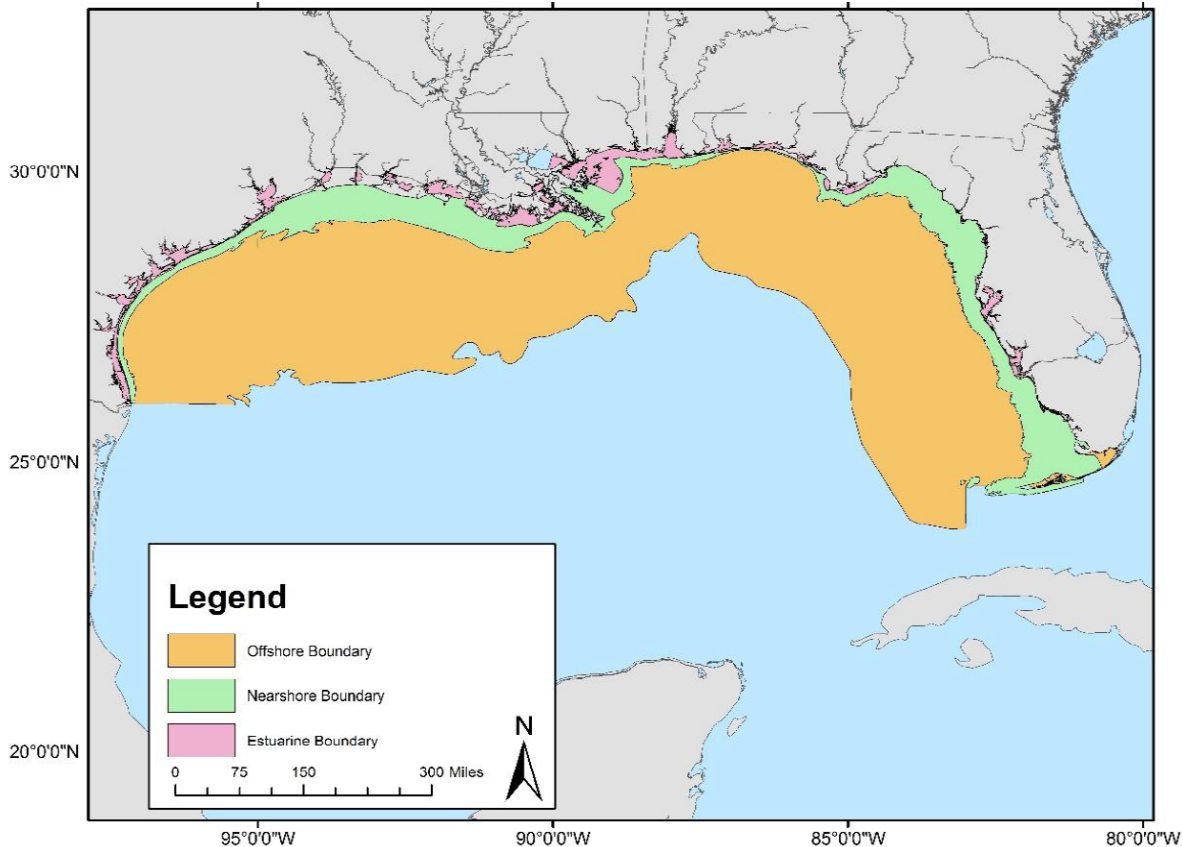 30°0'0"N
25°0'0"N
20°0'0"N
Legend
Offshore Boundary
Nearshore Boundary
Estuarine Boundary
0 75 150 300 Miles
N
95°0'0"W 90°0'0"W 85°0'0"W 80°0'0"W